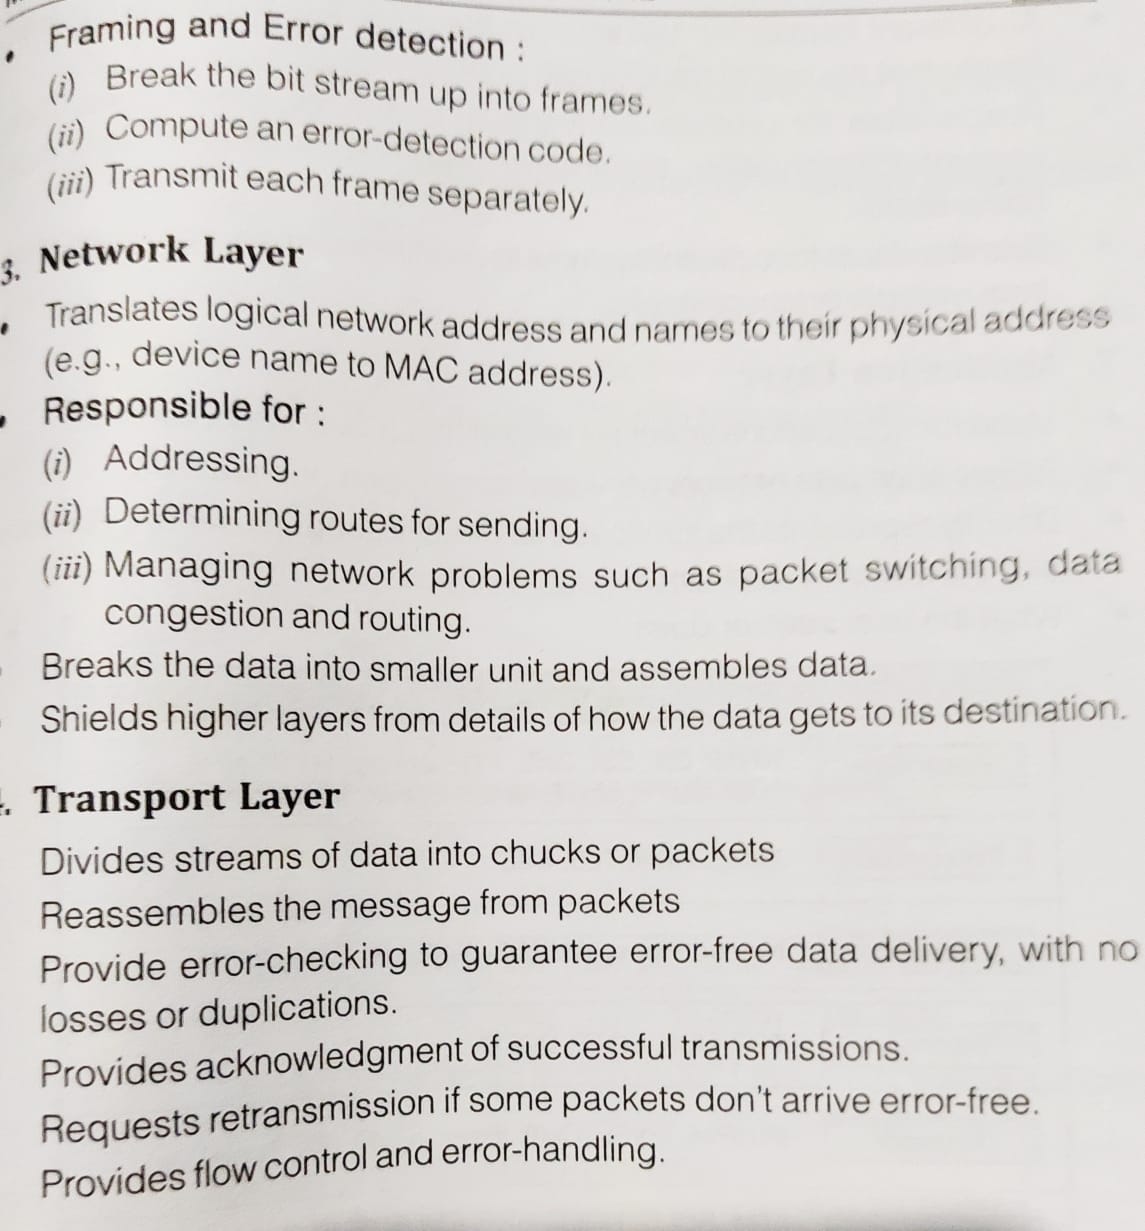 • Framing and Error detection :
(i) Break the bit stream up into frames.
(ii) Compute an error-detection code.
(iii) Transmit each frame separately.
3. Network Layer
• Translates logical network address and names to their physical address
(e.g., device name to MAC address).
• Responsible for :
(i) Addressing.
(ii) Determining routes for sending.
(iii) Managing network problems such as packet switching, data
congestion and routing.
Breaks the data into smaller unit and assembles data.
Shields higher layers from details of how the data gets to its destination.
. Transport Layer
Divides streams of data into chucks or packets
Reassembles the message from packets
Provide error-checking to guarantee error-free data delivery, with no
losses or duplications.
Provides acknowledgment of successful transmissions.
Requests retransmission if some packets don't arrive error-free.
Provides flow control and error-handling.